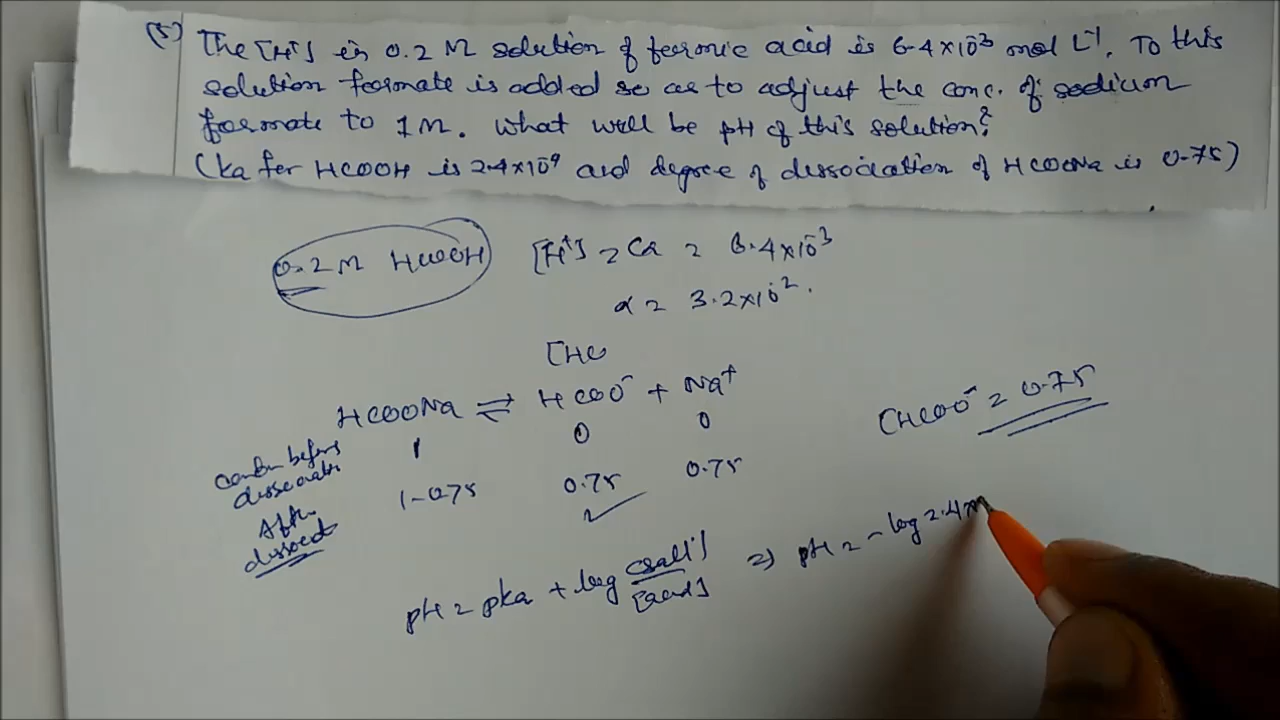 (5) The [H⁺] in 0.2 M solution of formic acid is 6.4×10⁻³ mol L⁻¹. To this
solution formate is added so as to adjust the conc. of sodium
formate to 1M. What will be pH of this solution?
(Ka for HCOOH is 2.4×10⁻⁴ and degree of dissociation of HCOONa is 0.75)
0.2 M HCOOH [H⁺] = Cα = 6.4×10⁻³
α = 3.2×10⁻².
[HC
HCOONa ⇌ HCOO⁻ + Na⁺
[HCOO⁻ = 0.75
before dissociation 1 0 0
After dissociat 1-0.75 0.75 0.75
pH = pKa + log [salt]/[acid] ⇒ pH = -log 2.4×